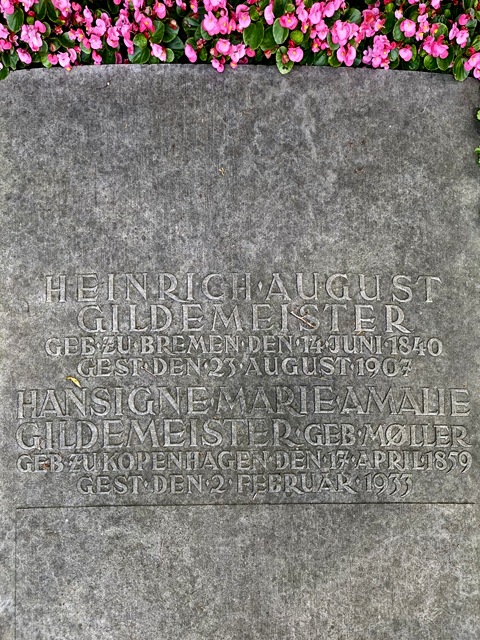 HEINRICH·AUGUST
GILDEMEISTER
GEB·ZU·BREMEN·DEN·14·JUNI·1840
GEST·DEN·23·AUGUST·1907
HANSIGNE·MARIE·AMALIE
GILDEMEISTER·GEB·MØLLER
GEB·ZU·KOPENHAGEN·DEN·17·APRIL·1859
GEST·DEN·2·FEBRUAR·1935